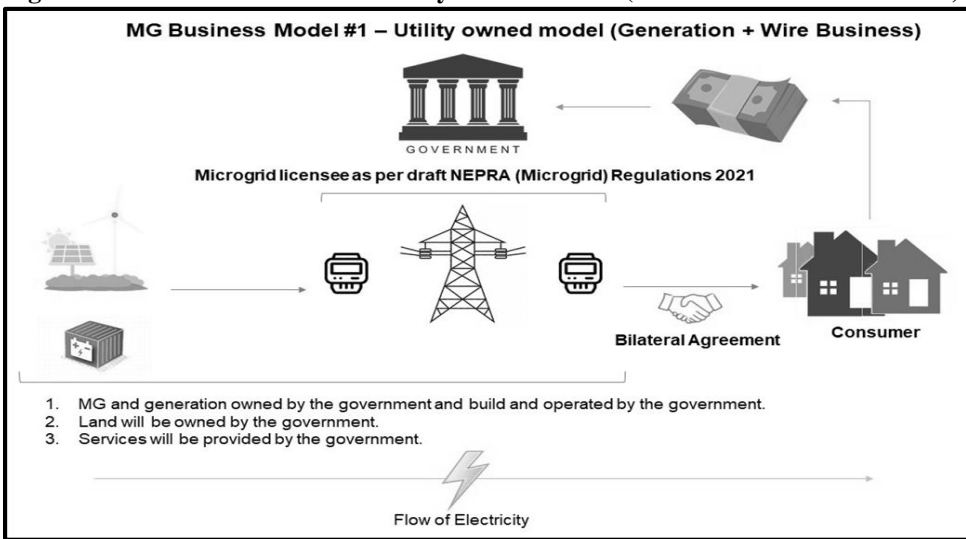 MG Business Model #1 – Utility owned model (Generation + Wire Business)
GOVERNMENT
Microgrid licensee as per draft NEPRA (Microgrid) Regulations 2021
Bilateral Agreement
Consumer
1. MG and generation owned by the government and build and operated by the government.
2. Land will be owned by the government.
3. Services will be provided by the government.
Flow of Electricity